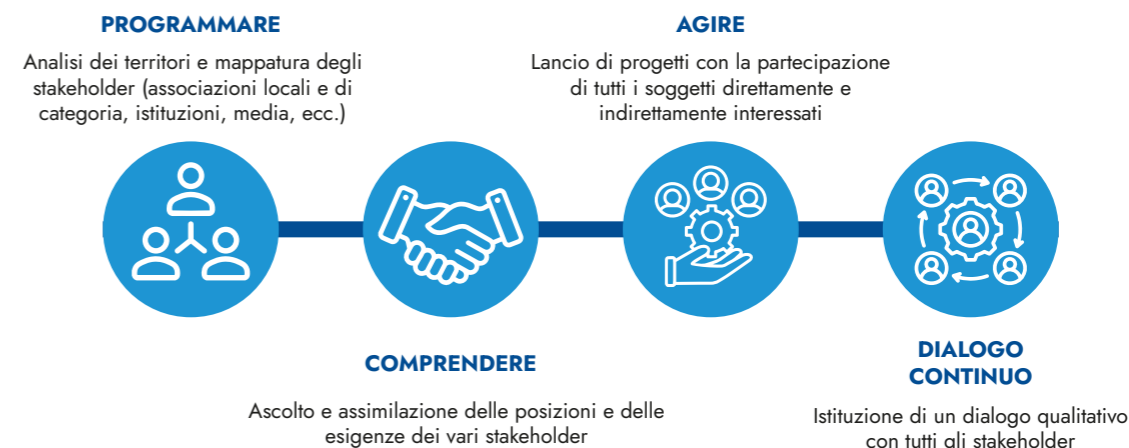 PROGRAMMARE
Analisi dei territori e mappatura degli
stakeholder (associazioni locali e di
categoria, istituzioni, media, ecc.)
COMPRENDERE
Ascolto e assimilazione delle posizioni e delle
esigenze dei vari stakeholder
AGIRE
Lancio di progetti con la partecipazione
di tutti i soggetti direttamente e
indirettamente interessati
DIALOGO
CONTINUO
Istituzione di un dialogo qualitativo
con tutti gli stakeholder